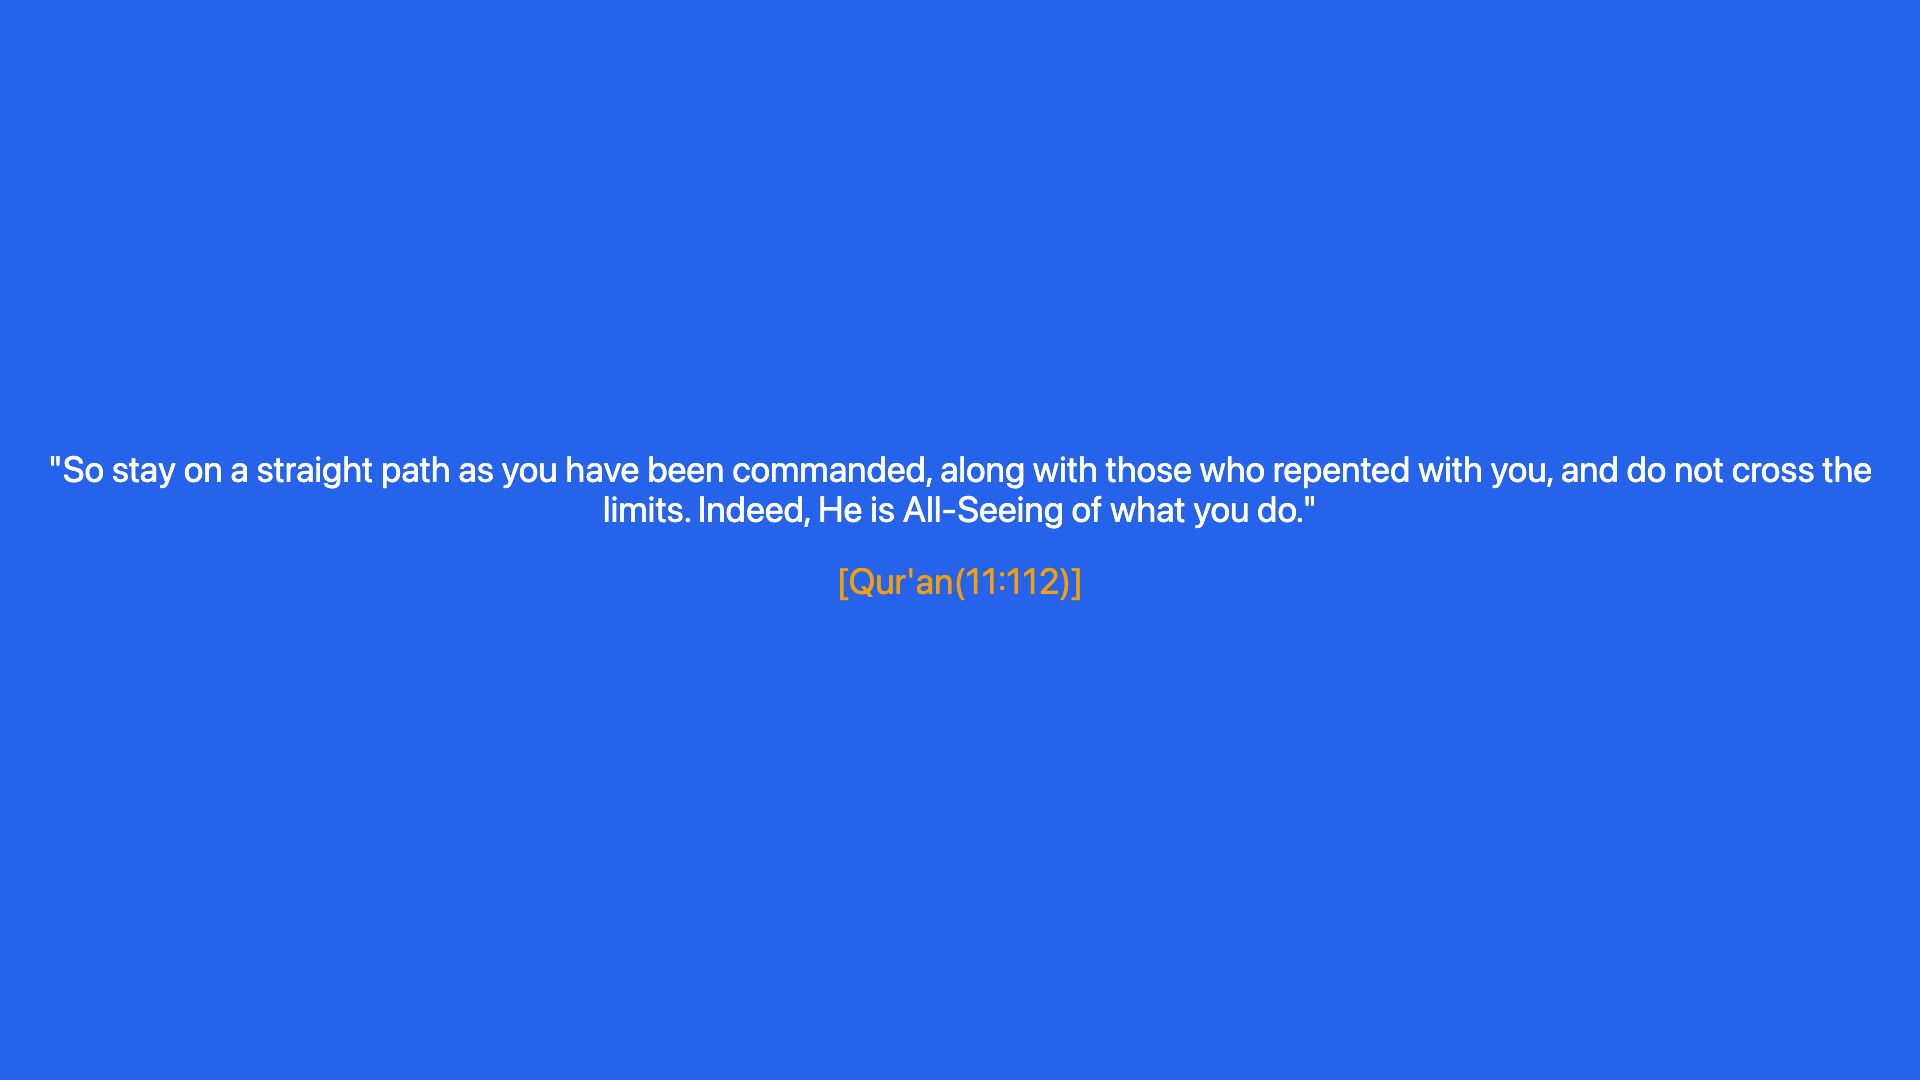 "So stay on a straight path as you have been commanded, along with those who repented with you, and do not cross the
limits. Indeed, He is All-Seeing of what you do."
[Qur'an(11:112)]